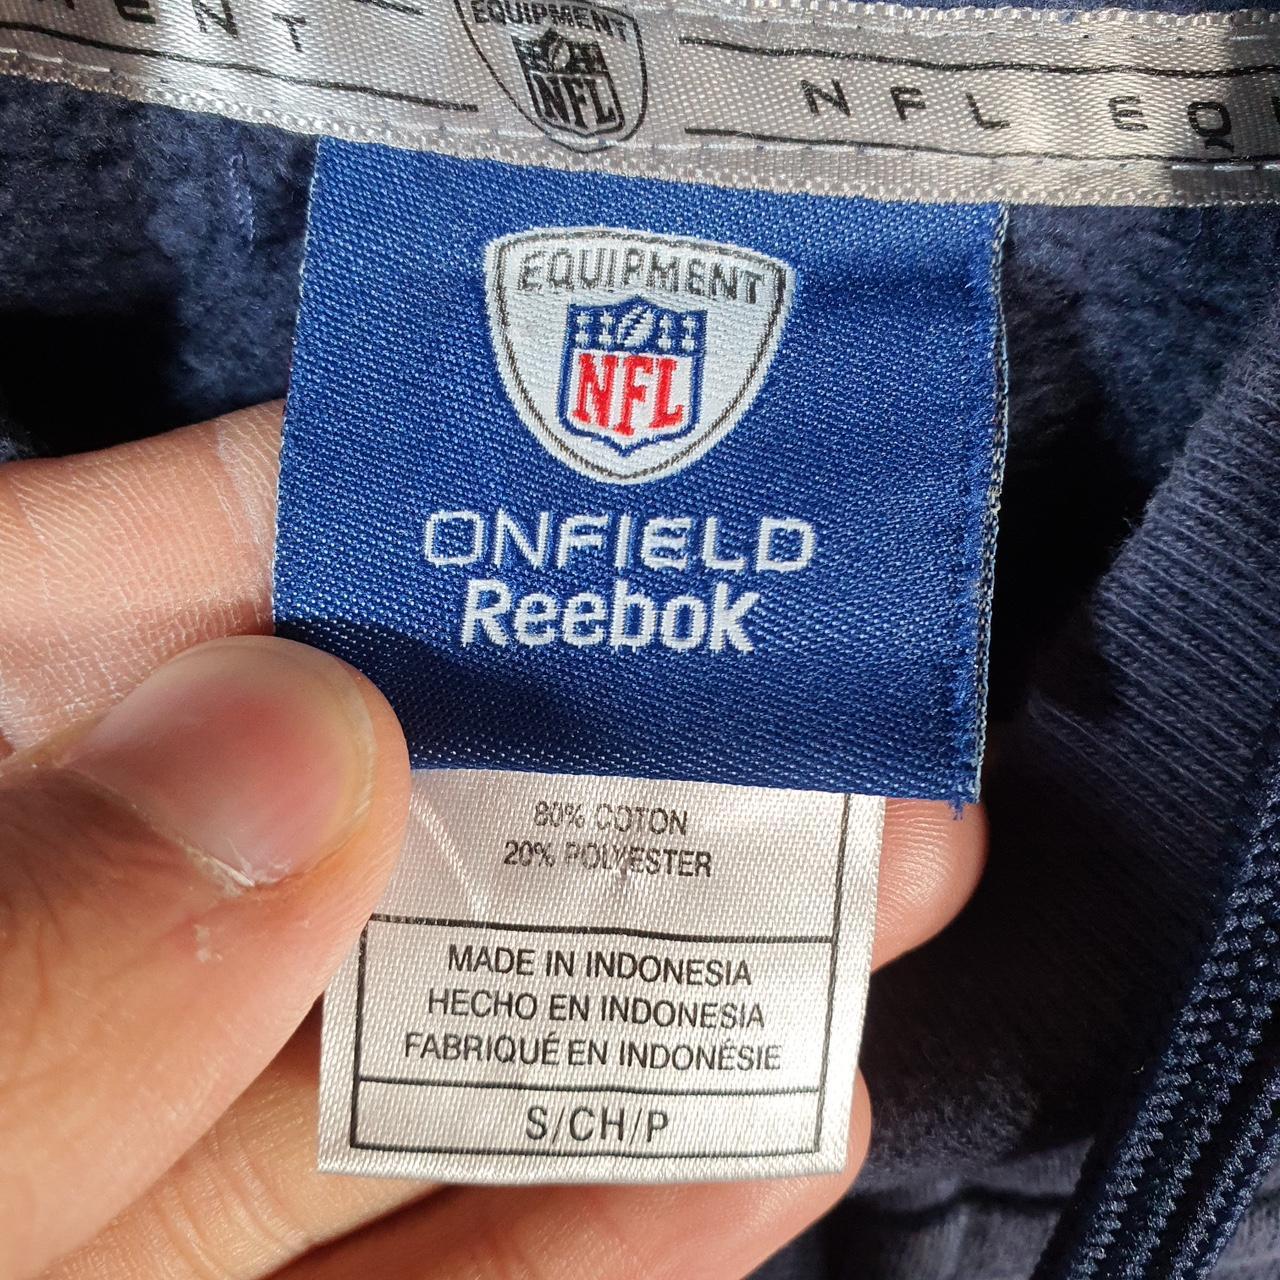 EQUIPMENT
NFL
NFL
EQUIPMENT
NFL
ONFIELD
Reebok
80% COTON
20% POLYESTER
MADE IN INDONESIA
HECHO EN INDONESIA
FABRIQUÉ EN INDONÉSIE
S/CH/P